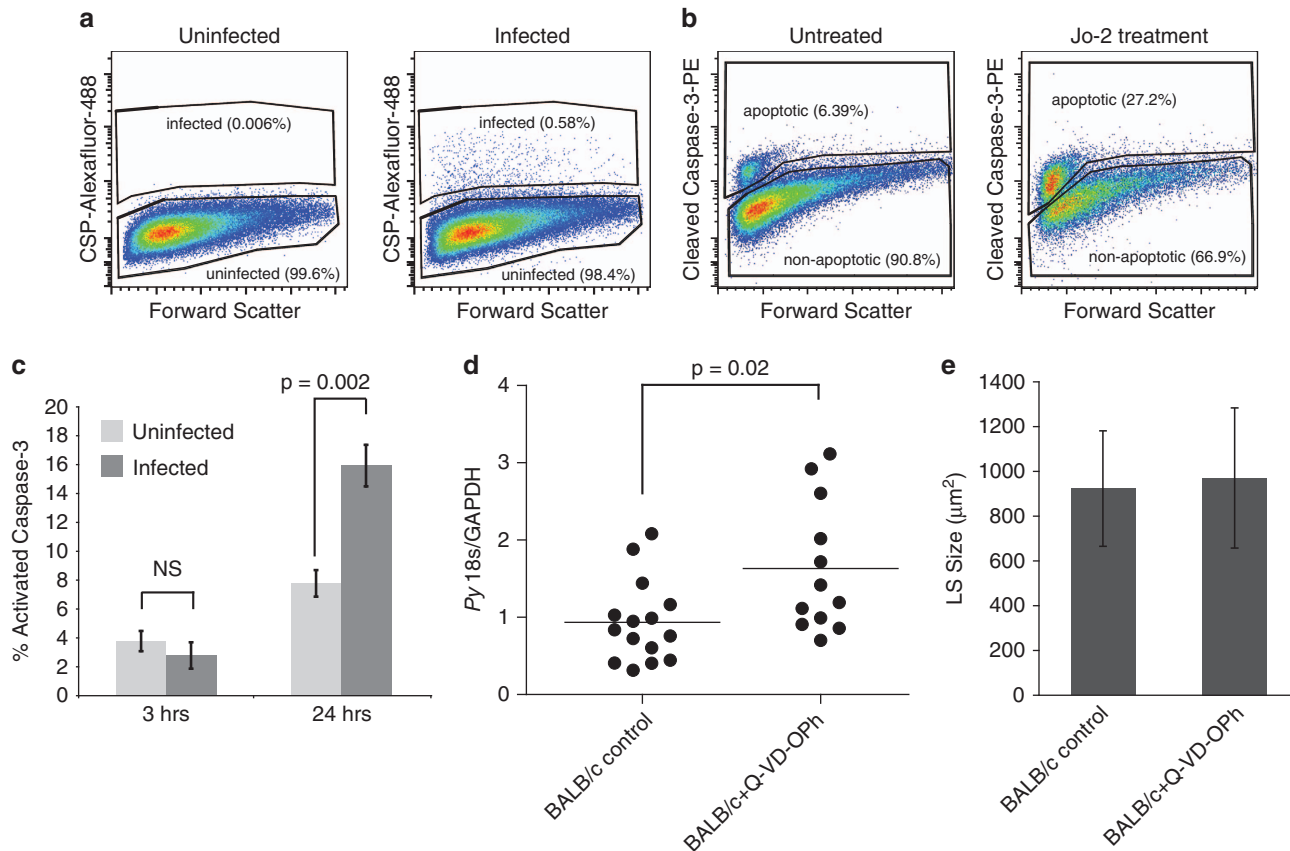 a
Uninfected
Infected
CSP-Alexafluor-488
infected (0.006%)
uninfected (99.6%)
Forward Scatter
CSP-Alexafluor-488
infected (0.58%)
uninfected (98.4%)
Forward Scatter
b
Untreated
Jo-2 treatment
Cleaved Caspase-3-PE
apoptotic (6.39%)
non-apoptotic (90.8%)
Forward Scatter
Cleaved Caspase-3-PE
apoptotic (27.2%)
non-apoptotic (66.9%)
Forward Scatter
c
p = 0.002
% Activated Caspase-3
20
18
16
14
12
10
8
6
4
2
0
Uninfected
Infected
NS
3 hrs
24 hrs
d
p = 0.02
Py 18s/GAPDH
4
3
2
1
0
BALB/c control
BALB/c+Q-VD-OPh
e
LS Size (μm²)
1400
1200
1000
800
600
400
200
0
BALB/c control
BALB/c+Q-VD-OPh